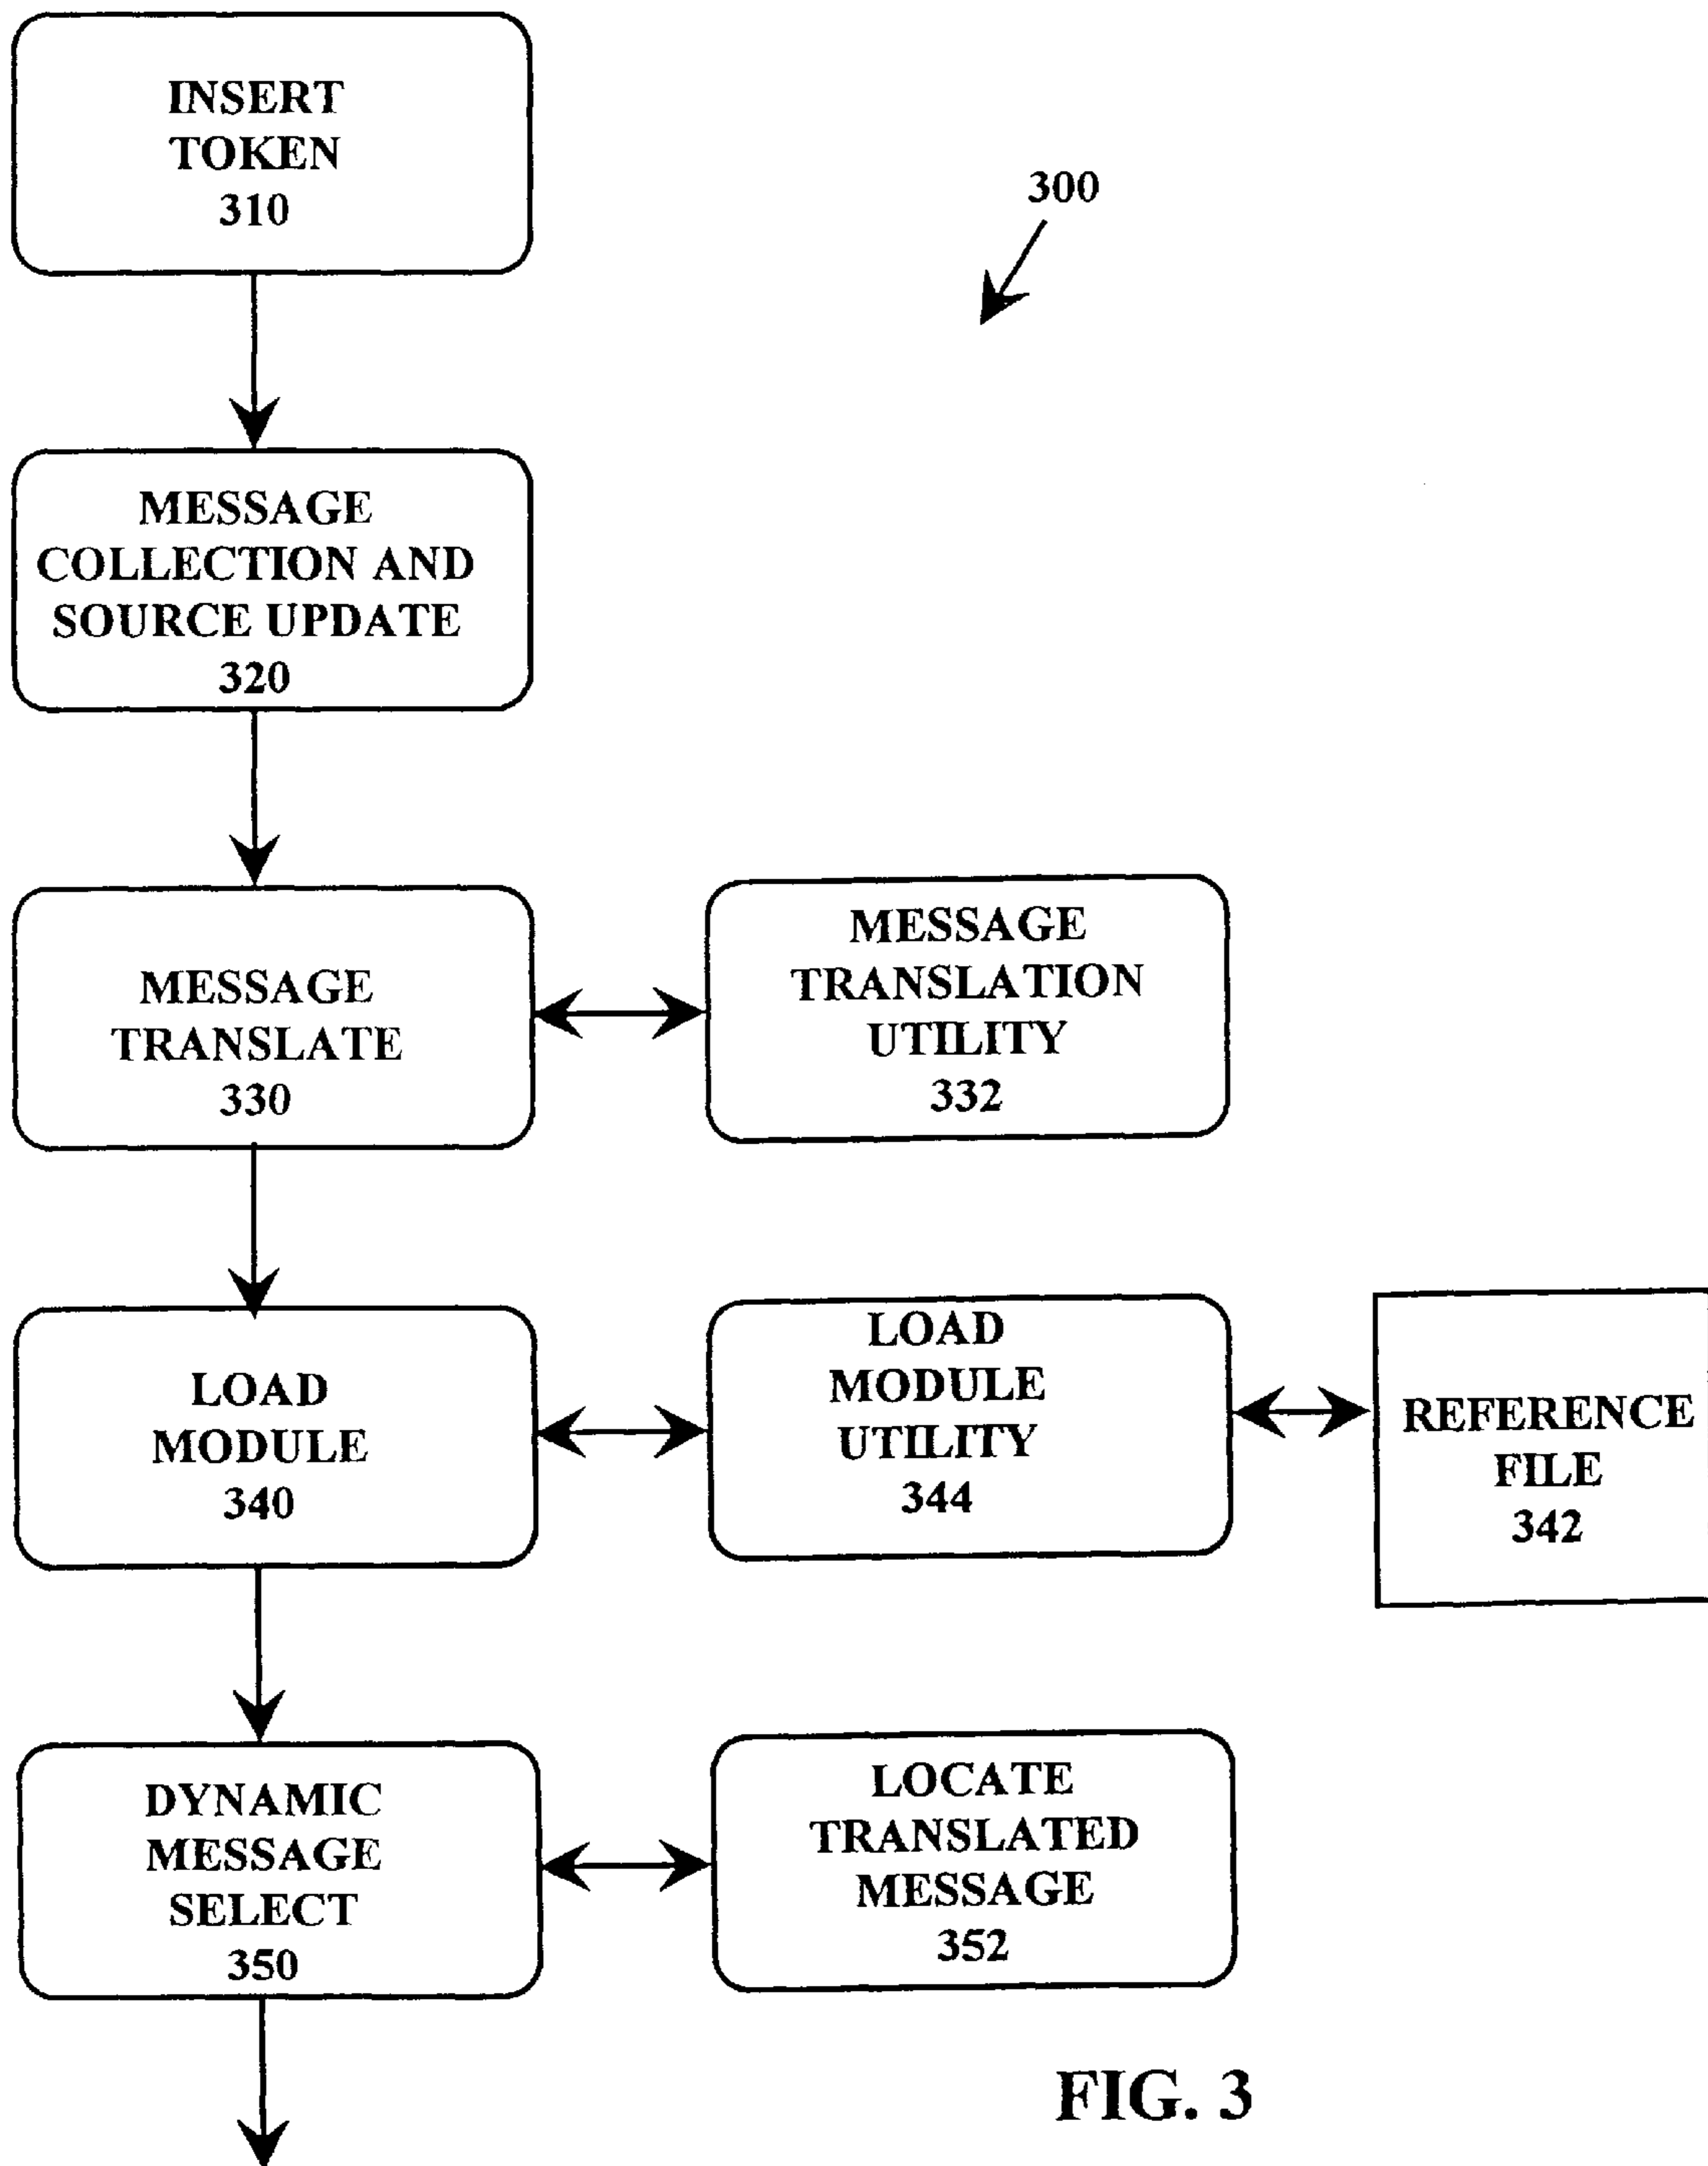 INSERT
TOKEN
310
300
MESSAGE
COLLECTION AND
SOURCE UPDATE
320
MESSAGE
TRANSLATE
330
MESSAGE
TRANSLATION
UTILITY
332
LOAD
MODULE
340
LOAD
MODULE
UTILITY
344
REFERENCE
FILE
342
DYNAMIC
MESSAGE
SELECT
350
LOCATE
TRANSLATED
MESSAGE
352
FIG. 3